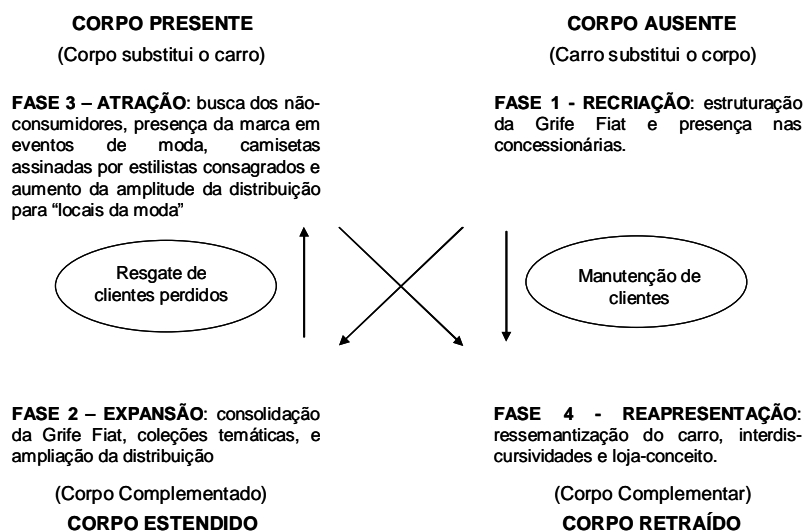 CORPO PRESENTE
(Corpo substitui o carro)
FASE 3 – ATRAÇÃO: busca dos não-
consumidores, presença da marca em
eventos de moda, camisetas
assinadas por estilistas consagrados e
aumento da amplitude da distribuição
para “locais da moda”
CORPO AUSENTE
(Carro substitui o corpo)
FASE 1 - RECRIAÇÃO: estruturação
da Grife Fiat e presença nas
concessionárias.
Resgate de
clientes perdidos
Manutenção de
clientes
FASE 2 – EXPANSÃO: consolidação
da Grife Fiat, coleções temáticas, e
ampliação da distribuição
(Corpo Complementado)
CORPO ESTENDIDO
FASE 4 - REAPRESENTAÇÃO:
ressemantização do carro, interdis-
cursividades e loja-conceito.
(Corpo Complementar)
CORPO RETRAÍDO